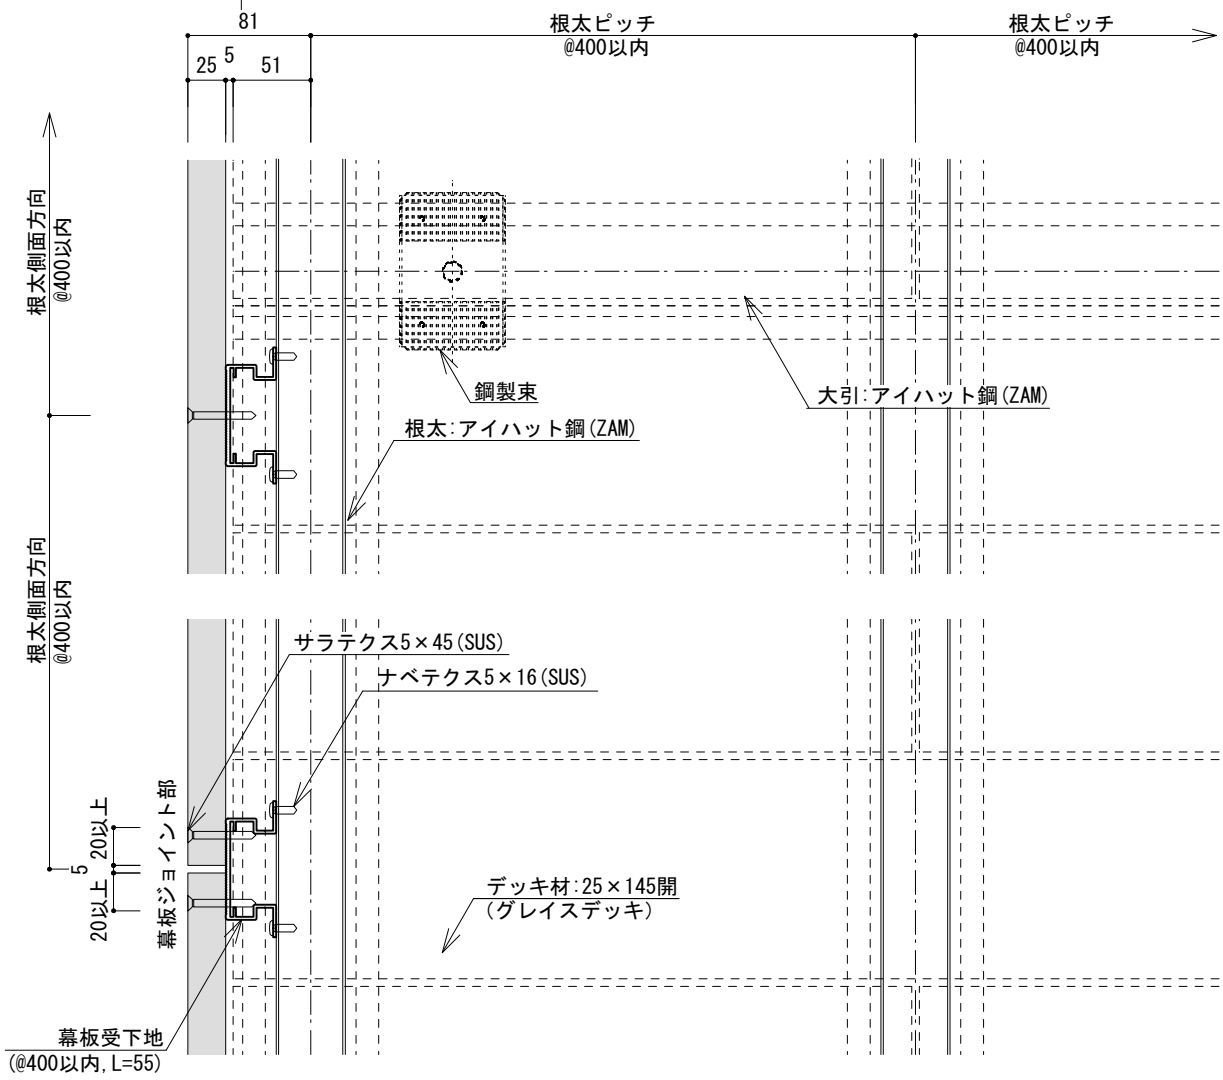 81
根太ピッチ
@400以内
根太ピッチ
@400以内
25
5
51
根太側面方向
@400以内
鋼製束
大引:アイハット鋼(ZAM)
根太:アイハット鋼(ZAM)
根太側面方向
@400以内
サラテクス5×45(SUS)
ナベテクス5×16(SUS)
20以上
5
20以上
幕板ジョイント部
デッキ材:25×145開
(グレイスデッキ)
幕板受下地
(@400以内,L=55)